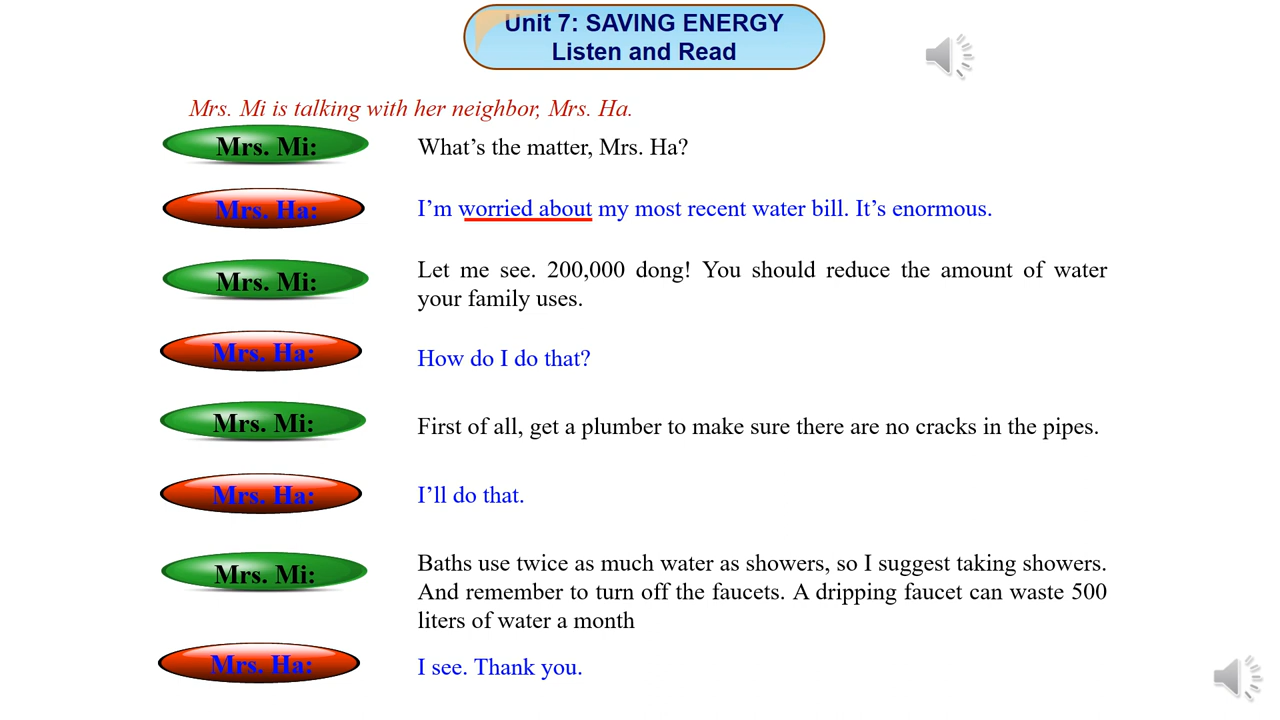 Unit 7: SAVING ENERGY
Listen and Read
Mrs. Mi is talking with her neighbor, Mrs. Ha.
Mrs. Mi: What’s the matter, Mrs. Ha?
Mrs. Ha: I’m worried about my most recent water bill. It’s enormous.
Mrs. Mi: Let me see. 200,000 dong! You should reduce the amount of water
your family uses.
Mrs. Ha: How do I do that?
Mrs. Mi: First of all, get a plumber to make sure there are no cracks in the pipes.
Mrs. Ha: I’ll do that.
Mrs. Mi: Baths use twice as much water as showers, so I suggest taking showers.
And remember to turn off the faucets. A dripping faucet can waste 500
liters of water a month
Mrs. Ha: I see. Thank you.